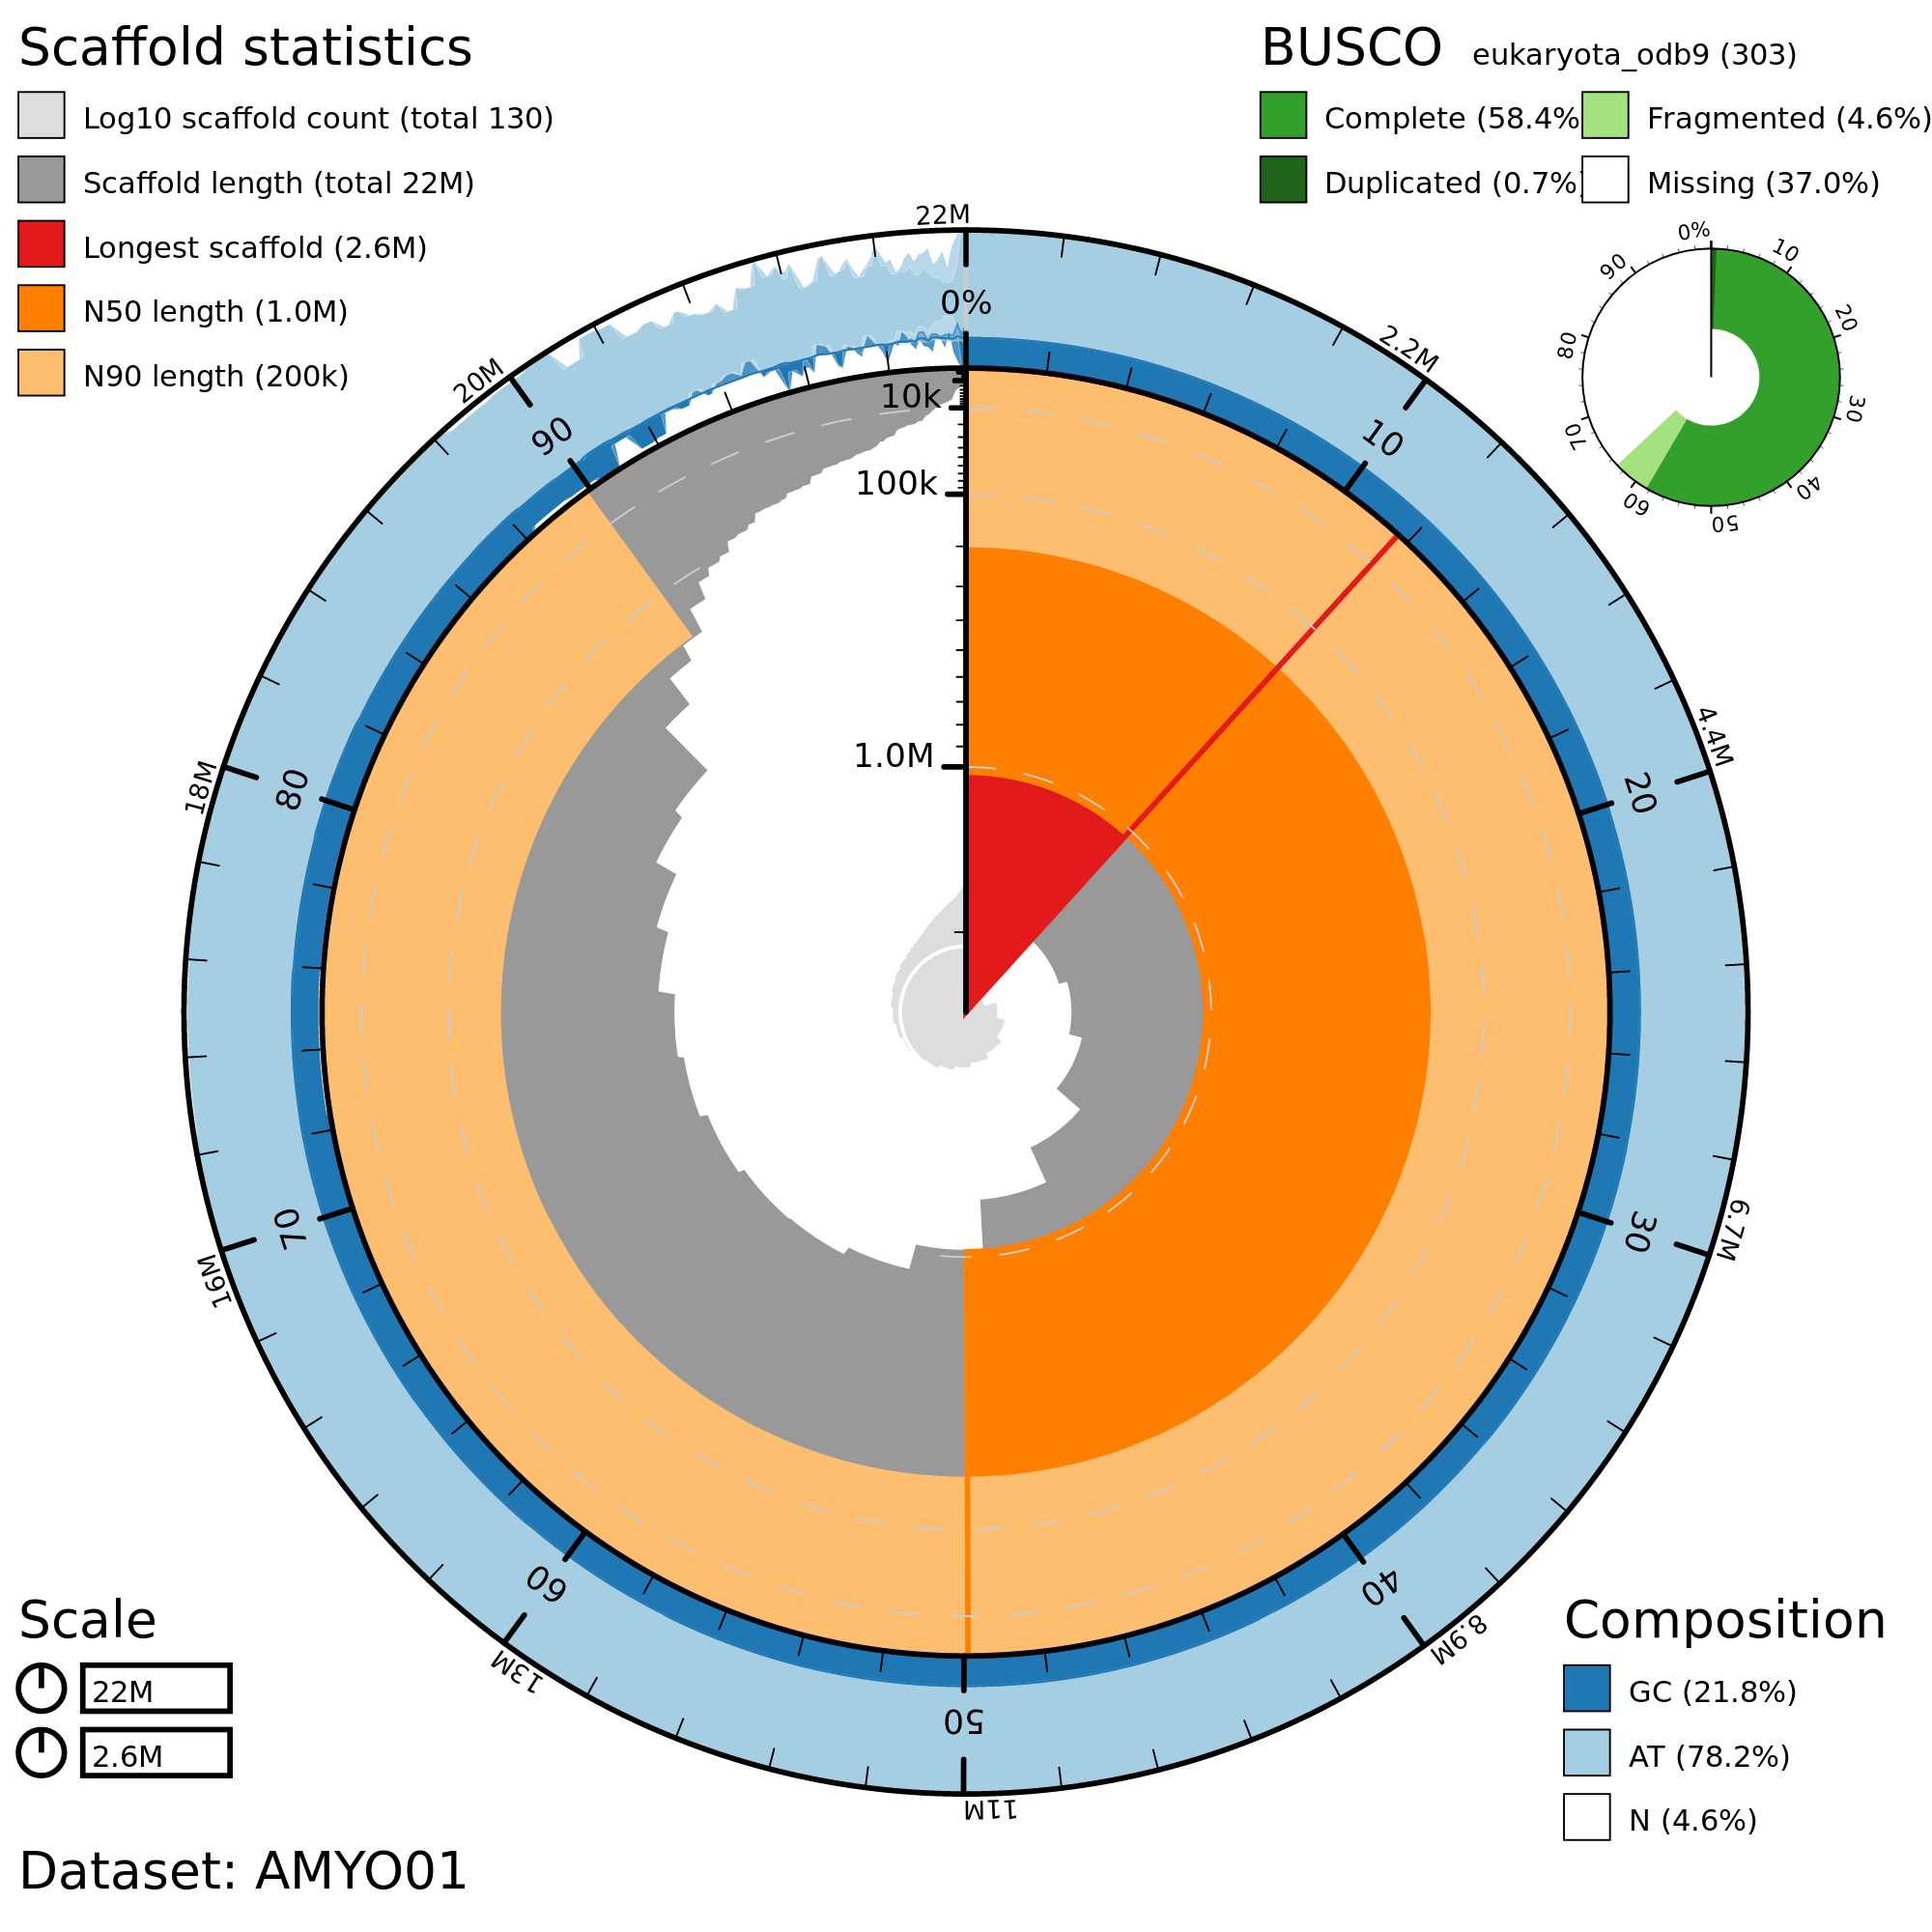 Scaffold statistics
Log10 scaffold count (total 130)
Scaffold length (total 22M)
Longest scaffold (2.6M)
N50 length (1.0M)
N90 length (200k)
BUSCO eukaryota_odb9 (303)
Complete (58.4% Fragmented (4.6%)
Duplicated (0.7%) Missing (37.0%)
0%
10
20
30
40
50
60
70
80
90
22M
2.2M
4.4M
6.7M
8.9M
11M
13M
16M
18M
20M
0%
10
20
30
40
50
60
70
80
90
10k
100k
1.0M
Scale
22M
2.6M
Composition
GC (21.8%)
AT (78.2%)
N (4.6%)
Dataset: AMYO01